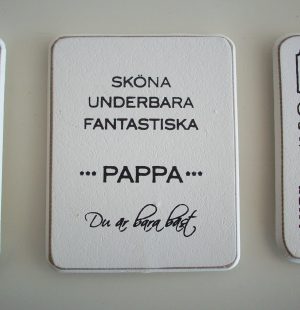 SKÖNA
UNDERBARA
FANTASTISKA
••• PAPPA •••
Du är bara bäst